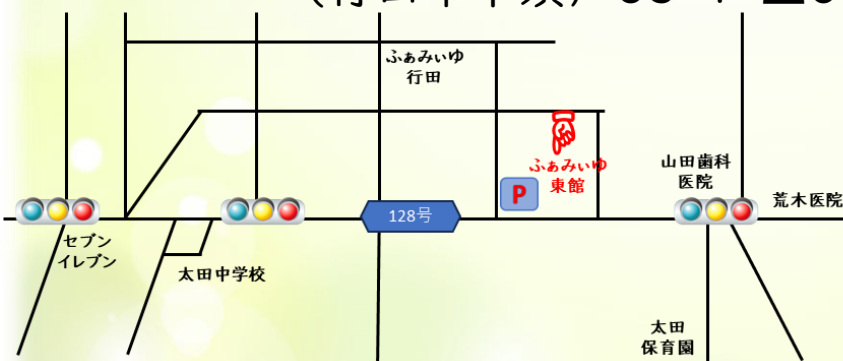 ふぁみぃゆ
行田
ふぁみぃゆ
東館
P
山田歯科
医院
荒木医院
128号
セブン
イレブン
太田中学校
太田
保育園